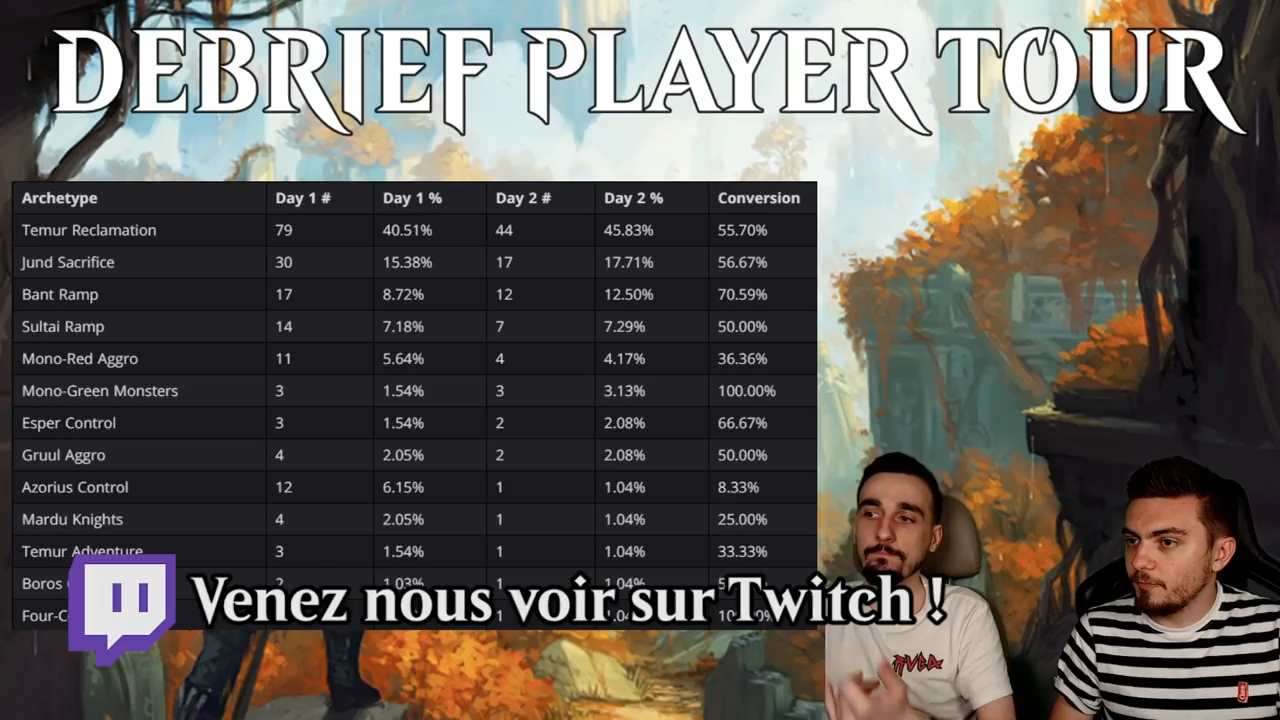 DEBRIEF PLAYER TOUR
Archetype Day 1 # Day 1 % Day 2 # Day 2 % Conversion
Temur Reclamation 79 40.51% 44 45.83% 55.70%
Jund Sacrifice 30 15.38% 17 17.71% 56.67%
Bant Ramp 17 8.72% 12 12.50% 70.59%
Sultai Ramp 14 7.18% 7 7.29% 50.00%
Mono-Red Aggro 11 5.64% 4 4.17% 36.36%
Mono-Green Monsters 3 1.54% 3 3.13% 100.00%
Esper Control 3 1.54% 2 2.08% 66.67%
Gruul Aggro 4 2.05% 2 2.08% 50.00%
Azorius Control 12 6.15% 1 1.04% 8.33%
Mardu Knights 4 2.05% 1 1.04% 25.00%
Temur Adventure 3 1.54% 1 1.04% 33.33%
Boros 2 1.03% 1 1.04%
1
Venez nous voir sur Twitch !
RVCA